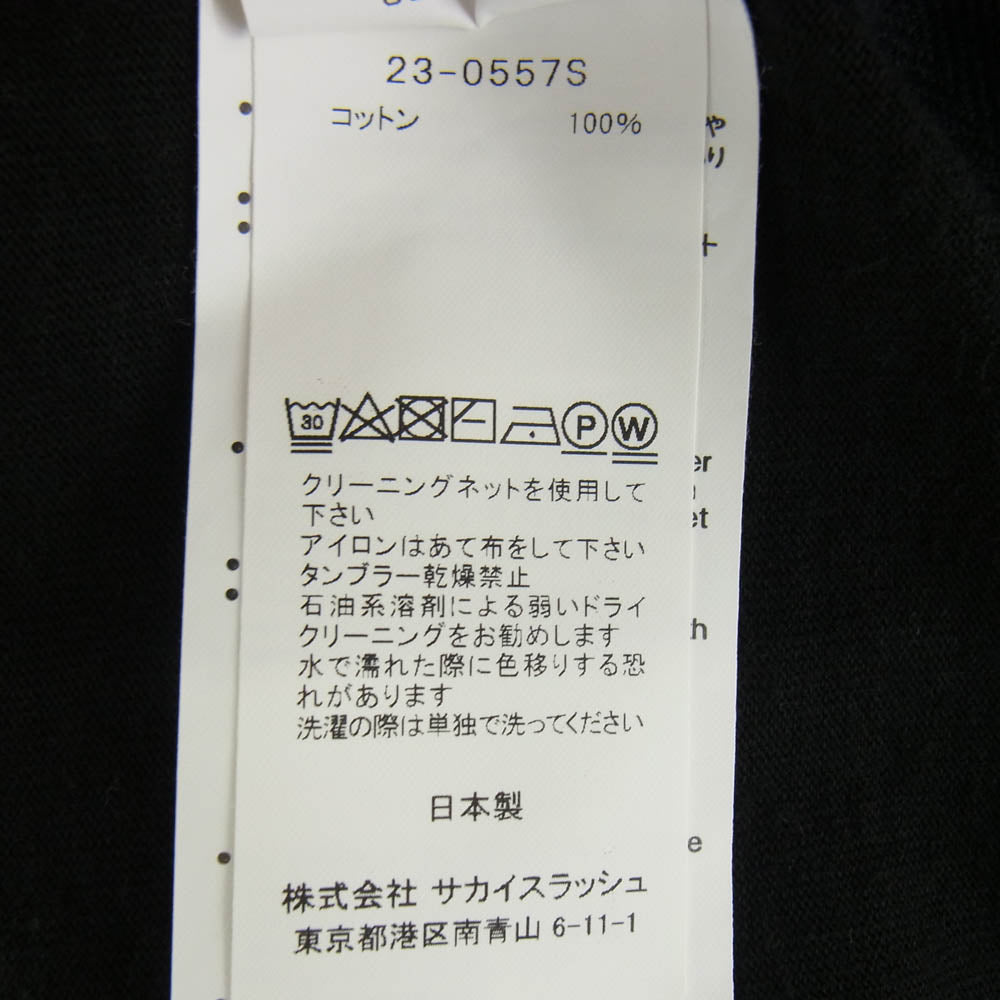 23-0557S
コットン 100%
や
り
30 P W
er
et
クリーニングネットを使用して
下さい
アイロンはあて布をして下さい
タンブラー乾燥禁止
石油系溶剤による弱いドライ
クリーニングをお勧めします
th
水で濡れた際に色移りする恐
れがあります
洗濯の際は単独で洗ってください
日本製
e
株式会社 サカイスラッシュ
東京都港区南青山 6-11-1